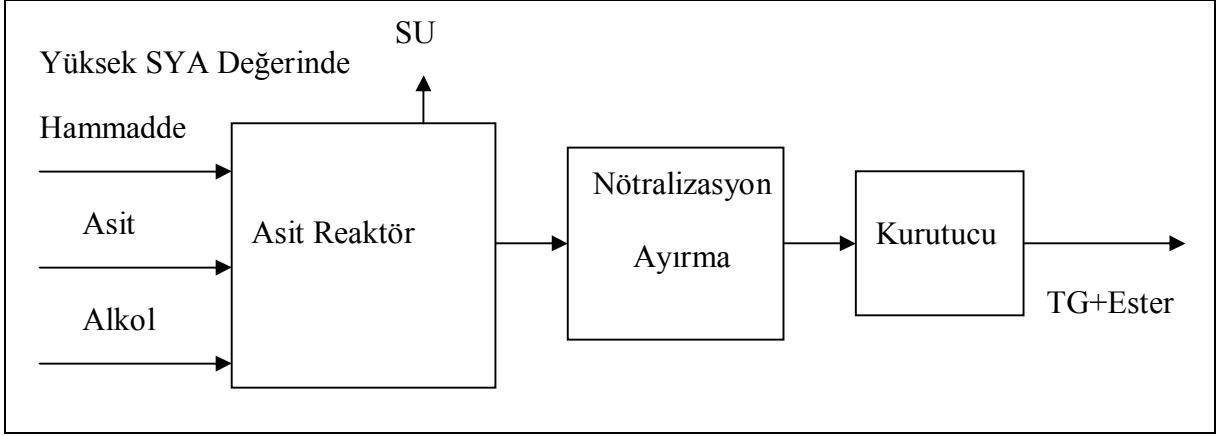 SU
Yüksek SYA Değerinde
Hammadde
Asit
Alkol
Asit Reaktör
Nötralizasyon
Ayırma
Kurutucu
TG+Ester